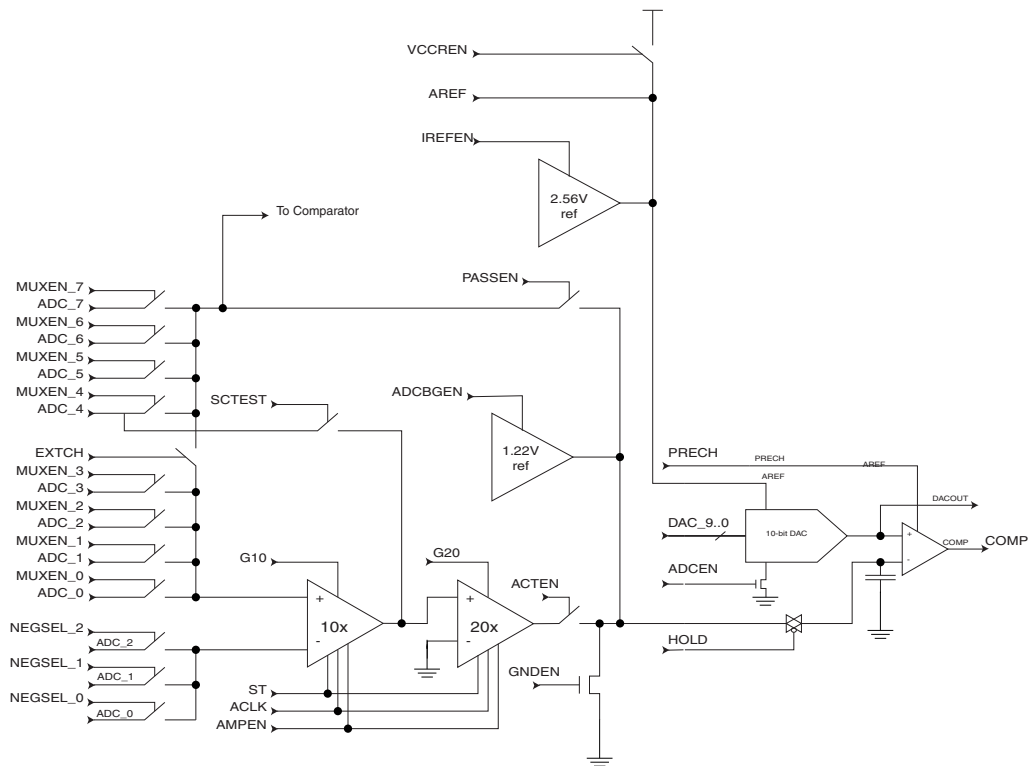 VCCREN
AREF
IREFEN
2.56V
ref
To Comparator
PASSEN
MUXEN_7
ADC_7
MUXEN_6
ADC_6
MUXEN_5
ADC_5
MUXEN_4
ADC_4
SCTEST
ADCBGEN
1.22V
ref
EXTCH
MUXEN_3
ADC_3
MUXEN_2
ADC_2
MUXEN_1
ADC_1
MUXEN_0
ADC_0
PRECH
PRECH
AREF
AREF
DACOUT
DAC_9..0
10-bit DAC
+
-
COMP
COMP
ADCEN
G10
G20
ACTEN
+
-
10x
+
-
20x
NEGSEL_2
ADC_2
NEGSEL_1
ADC_1
NEGSEL_0
ADC_0
HOLD
GNDEN
ST
ACLK
AMPEN